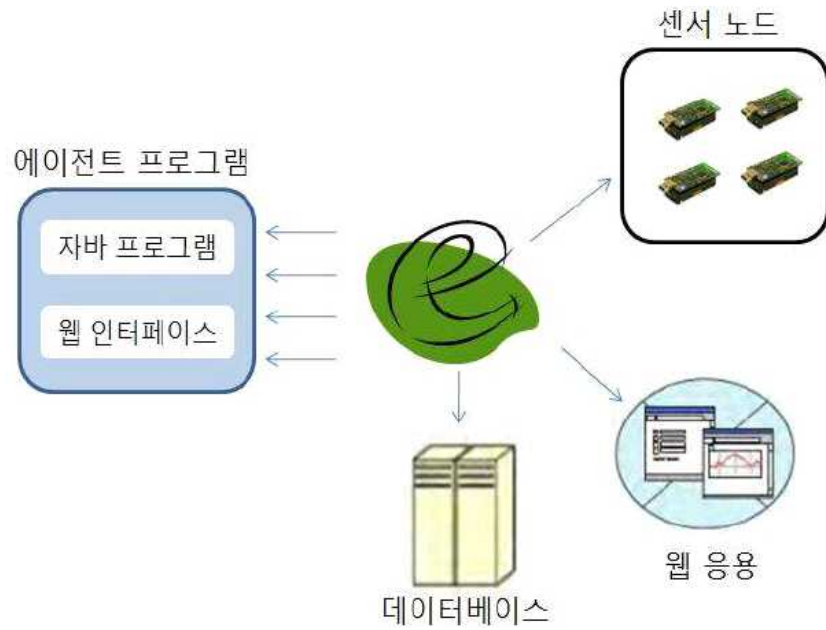 센서 노드
에이전트 프로그램
자바 프로그램
웹 인터페이스
웹 응용
데이터베이스